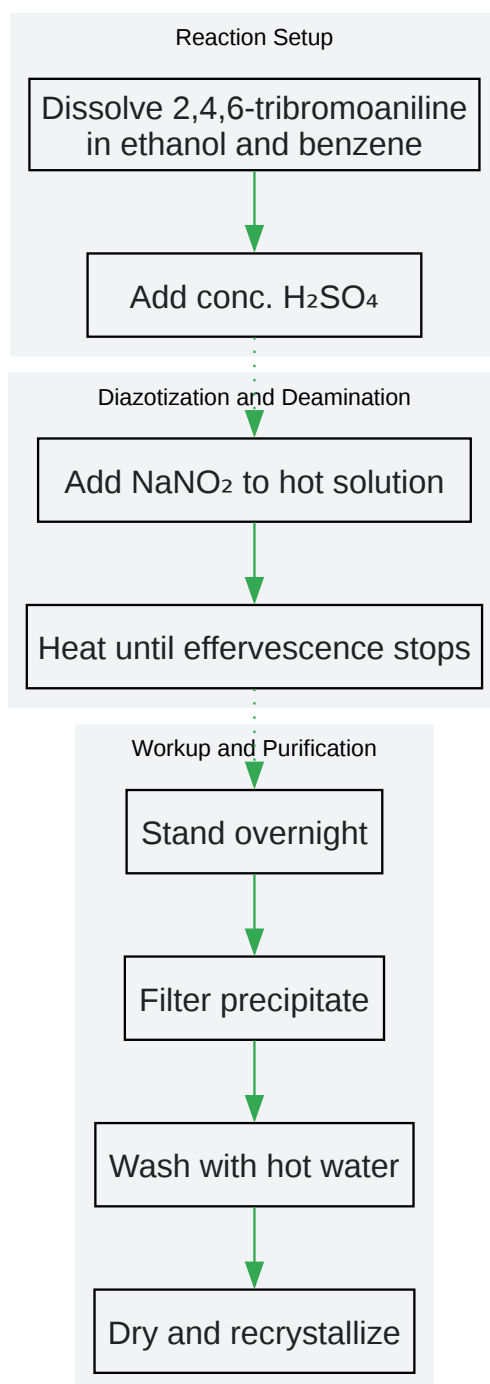 Reaction Setup
Dissolve 2,4,6-tribromoaniline
in ethanol and benzene
Add conc. H₂SO₄
Diazotization and Deamination
Add NaNO₂ to hot solution
Heat until effervescence stops
Workup and Purification
Stand overnight
Filter precipitate
Wash with hot water
Dry and recrystallize